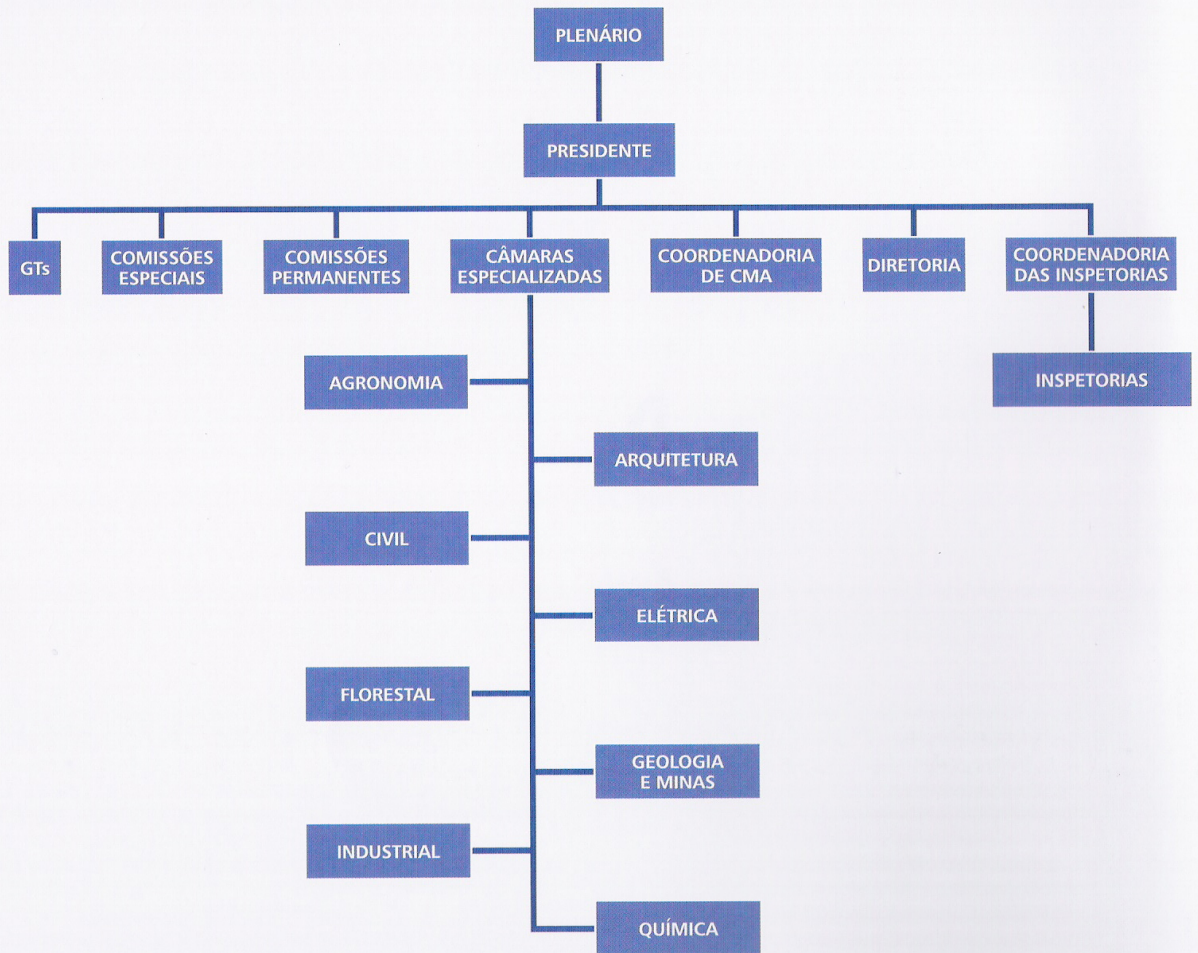 PLENÁRIO
PRESIDENTE
GTs
COMISSÕES
ESPECIAIS
COMISSÕES
PERMANENTES
CÂMARAS
ESPECIALIZADAS
COORDENADORIA
DE CMA
DIRETORIA
COORDENADORIA
DAS INSPETORIAS
AGRONOMIA
INSPETORIAS
ARQUITETURA
CIVIL
ELÉTRICA
FLORESTAL
GEOLOGIA
E MINAS
INDUSTRIAL
QUÍMICA